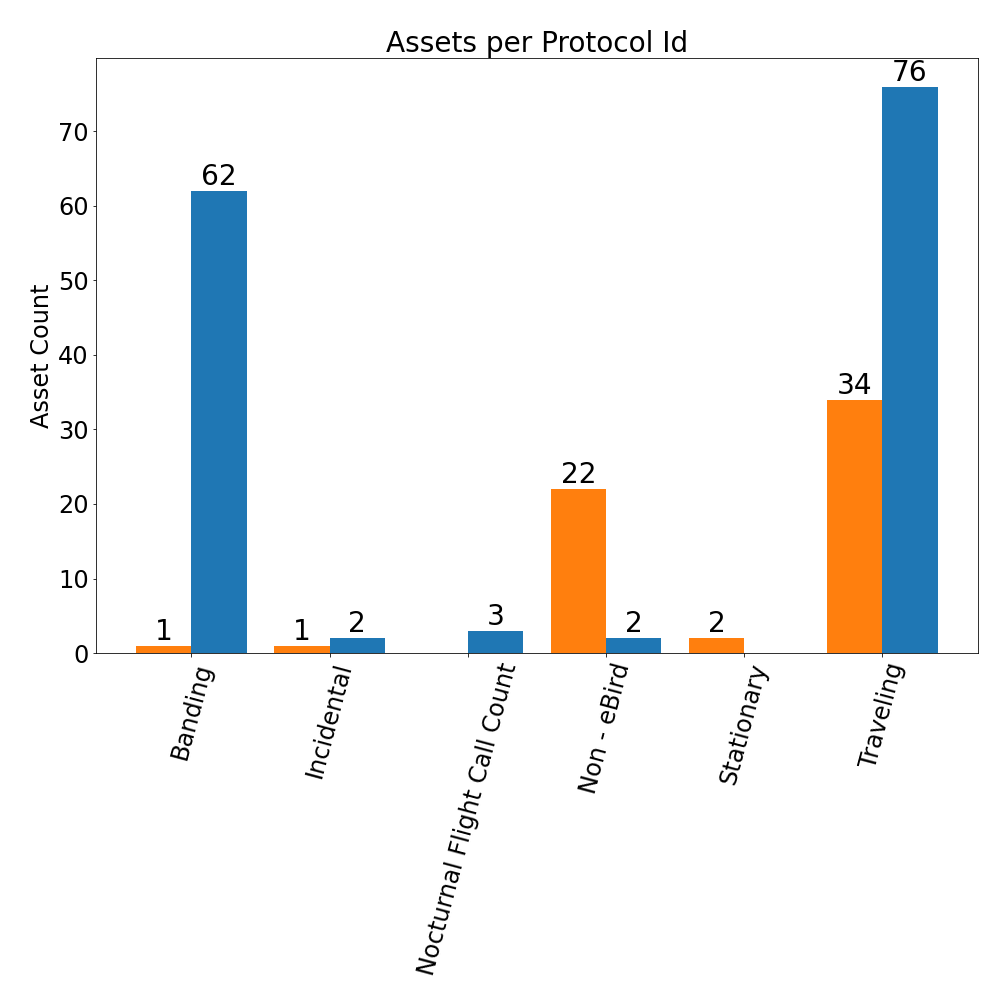 Assets per Protocol Id
Asset Count
70
60
50
40
30
20
10
0
1
62
1
2
3
22
2
2
34
76
Banding
Incidental
Nocturnal Flight Call Count
Non - eBird
Stationary
Traveling